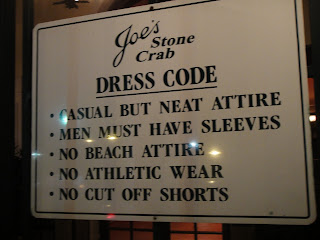 Joe's
Stone
Crab
DRESS CODE
• CASUAL BUT NEAT ATTIRE
• MEN MUST HAVE SLEEVES
• NO BEACH ATTIRE
• NO ATHLETIC WEAR
• NO CUT OFF SHORTS